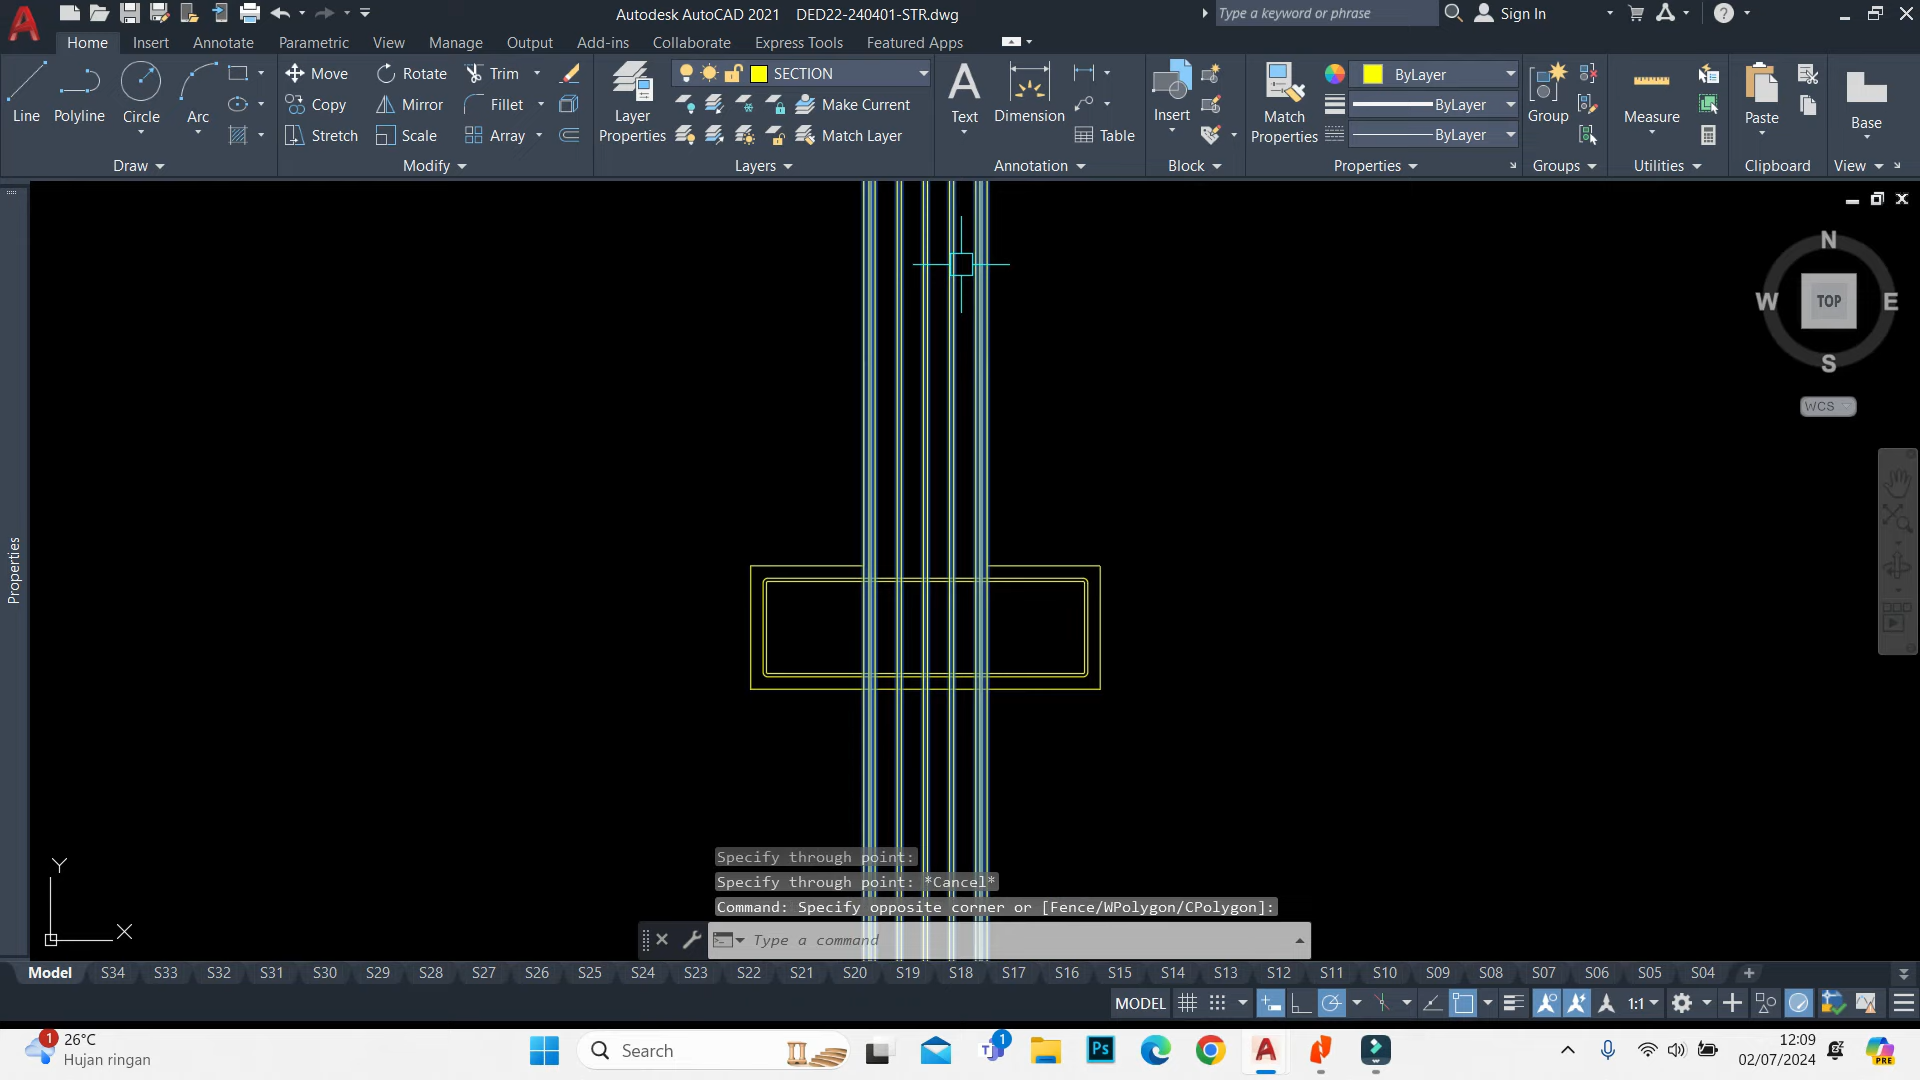 Autodesk AutoCAD 2021 DED22-240401-STR.dwg
Type a keyword or phrase
Sign In
Home Insert Annotate Parametric View Manage Output Add-ins Collaborate Express Tools Featured Apps
Line Polyline Circle Arc
Draw
Move Rotate Trim
Copy Mirror Fillet
Stretch Scale Array
Modify
Layer Properties
SECTION
Make Current
Match Layer
Layers
Text Dimension Table
Annotation
Insert
Block
Match Properties
ByLayer
ByLayer
ByLayer
Properties
Group
Groups
Measure
Utilities
Paste
Clipboard
Base
View
Properties
N
W TOP E
S
WCS
Y
X
Specify through point:
Specify through point: *Cancel*
Command: Specify opposite corner or [Fence/WPolygon/CPolygon]:
Type a command
Model S34 S33 S32 S31 S30 S29 S28 S27 S26 S25 S24 S23 S22 S21 S20 S19 S18 S17 S16 S15 S14 S13 S12 S11 S10 S09 S08 S07 S06 S05 S04
MODEL 1:1
1 26°C
Hujan ringan
Search
1
Ps
PRE
12:09
02/07/2024